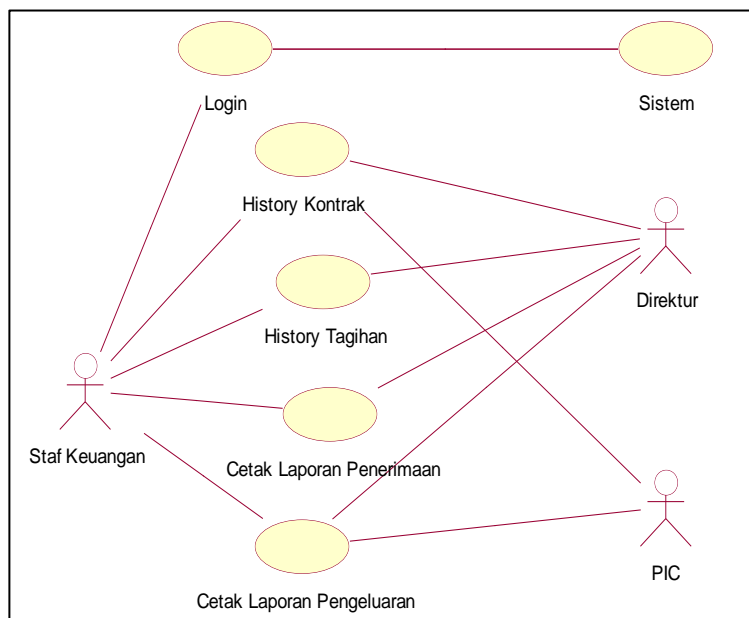 Login
Sistem
History Kontrak
Direktur
History Tagihan
Staf Keuangan
Cetak Laporan Penerimaan
PIC
Cetak Laporan Pengeluaran